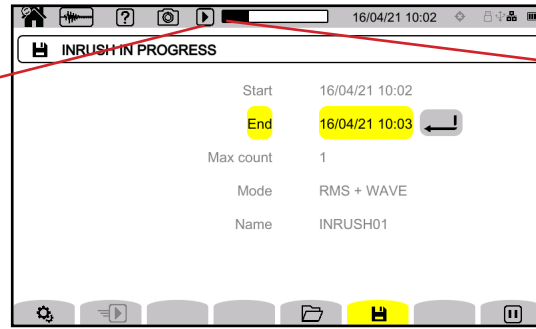 16/04/21 10:02
INRUSH IN PROGRESS
Start 16/04/21 10:02
End 16/04/21 10:03
Max count 1
Mode RMS + WAVE
Name INRUSH01